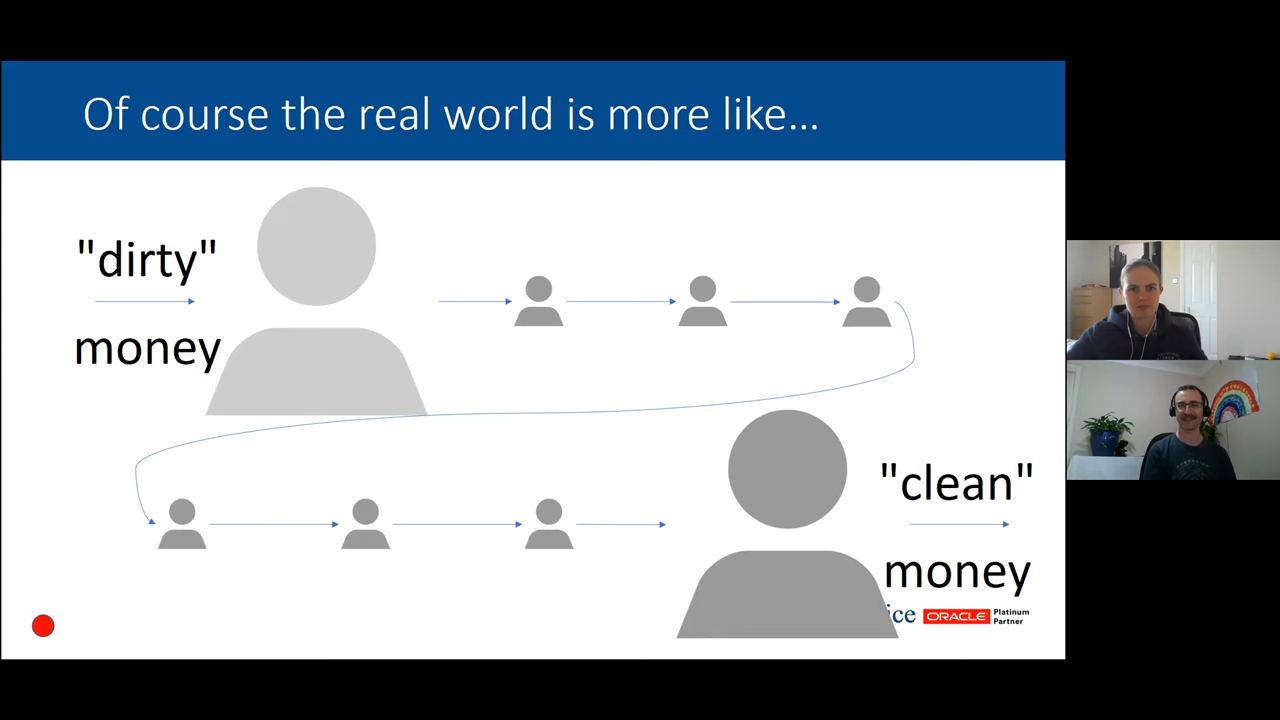 Of course the real world is more like...
"dirty"
money
"clean"
money
ice ORACLE Platinum
Partner